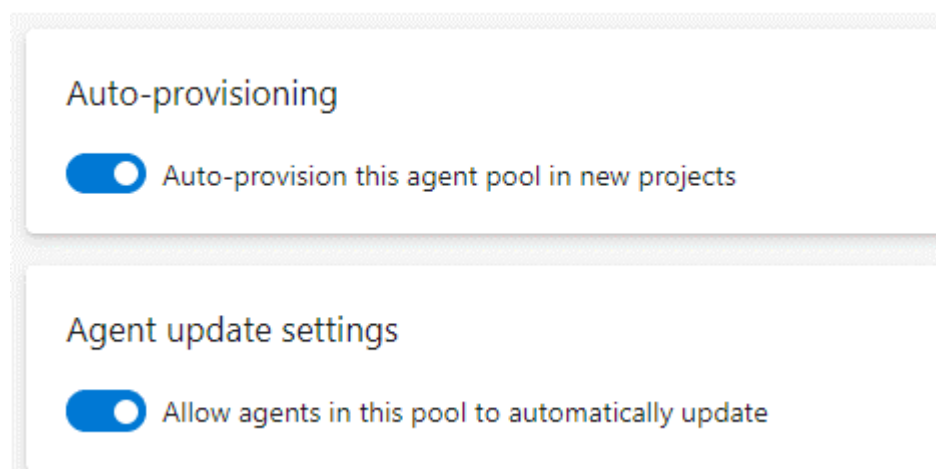 Auto-provisioning
Auto-provision this agent pool in new projects
Agent update settings
Allow agents in this pool to automatically update